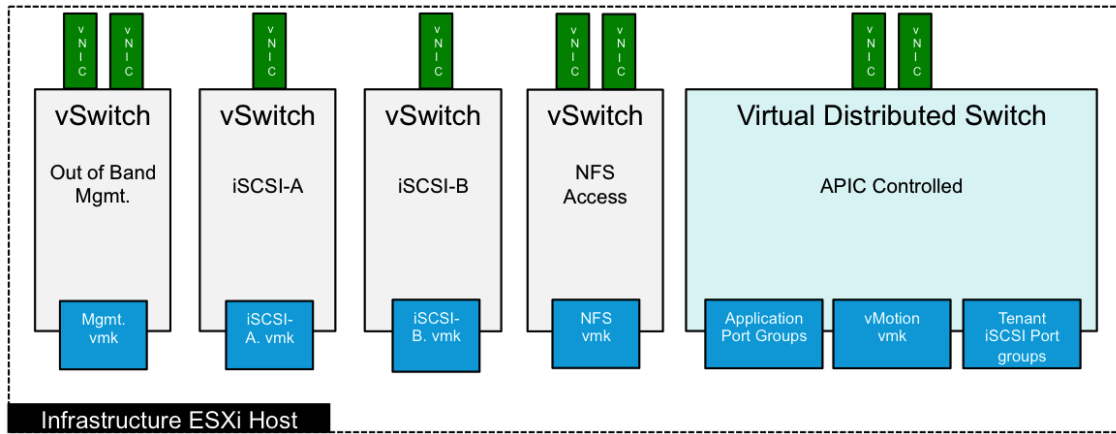 vNIC
vNIC
vNIC
vNIC
vNIC
vNIC
vNIC
vNIC
vSwitch
Out of Band
Mgmt.
Mgmt.
vmk
vSwitch
iSCSI-A
iSCSI-
A. vmk
vSwitch
iSCSI-B
iSCSI-
B. vmk
vSwitch
NFS
Access
NFS
vmk
Virtual Distributed Switch
APIC Controlled
Application
Port Groups
vMotion
vmk
Tenant
iSCSI Port
groups
Infrastructure ESXi Host